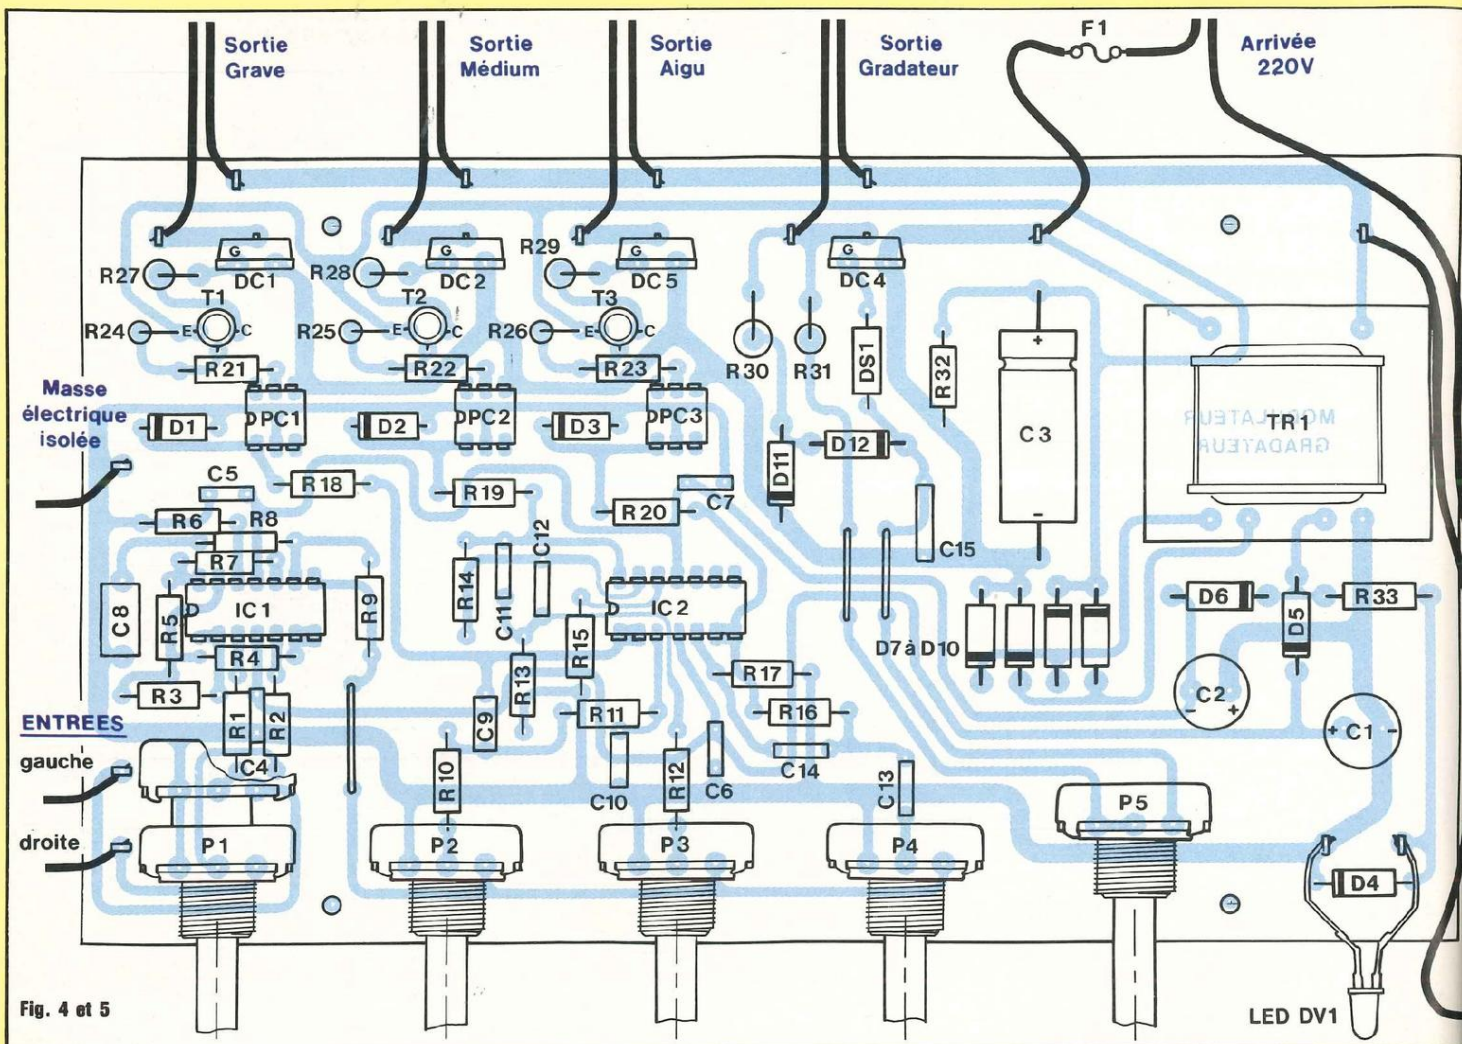 Sortie
Grave
Sortie
Médium
Sortie
Aigu
Sortie
Gradateur
F1
Arrivée
220V
R27
G
DC1
R28
G
DC2
R29
G
DC5
G
DC4
R24
T1
E
C
R25
T2
E
C
R26
T3
E
C
R30
R31
DS1
R32
+
C3
-
MODULATEUR
GRADATEUR
TR1
R21
R22
R23
Masse
électrique
isolée
D1
PC1
D2
PC2
D3
PC3
D11
D12
C5
R18
R19
R20
C7
R6
R8
R7
C12
C15
C8
R5
IC1
R9
R14
C11
R15
IC2
D6
D5
R33
R4
R3
D7àD10
R17
R13
C2
- +
ENTREES
R1
R2
C9
R11
R16
+ C1 -
gauche
C4
R10
C10
R12
C6
C14
C13
P5
droite
P1
P2
P3
P4
D4
Fig. 4 et 5
LED DV1